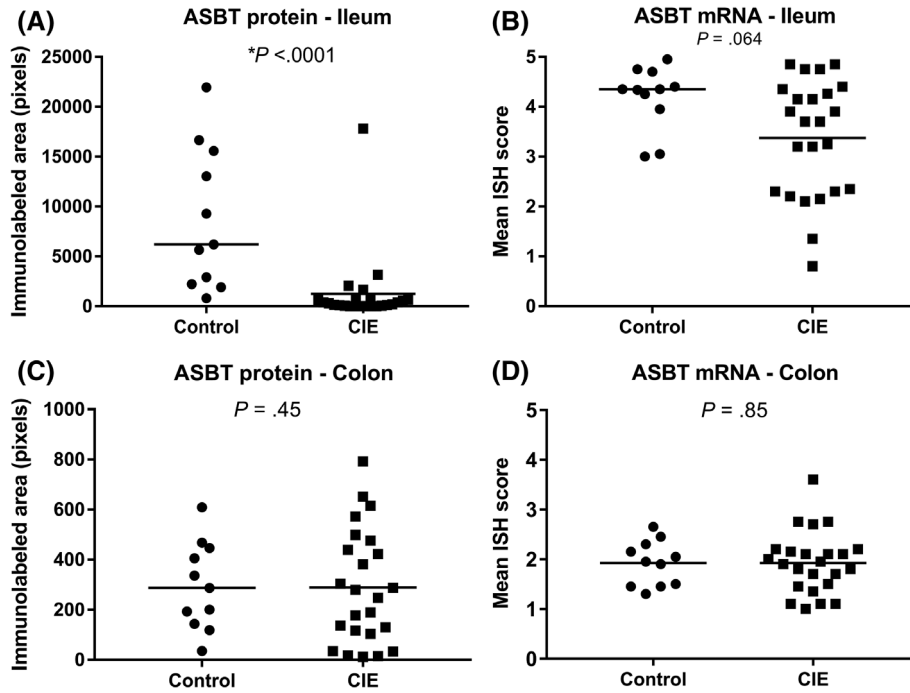 (A) ASBT protein - Ileum
*P <.0001
Immunolabeled area (pixels)
25000
20000
15000
10000
5000
0
Control CIE
(B) ASBT mRNA - Ileum
P = .064
Mean ISH score
5
4
3
2
1
0
Control CIE
(C) ASBT protein - Colon
P = .45
Immunolabeled area (pixels)
1000
800
600
400
200
0
Control CIE
(D) ASBT mRNA - Colon
P = .85
Mean ISH score
5
4
3
2
1
0
Control CIE